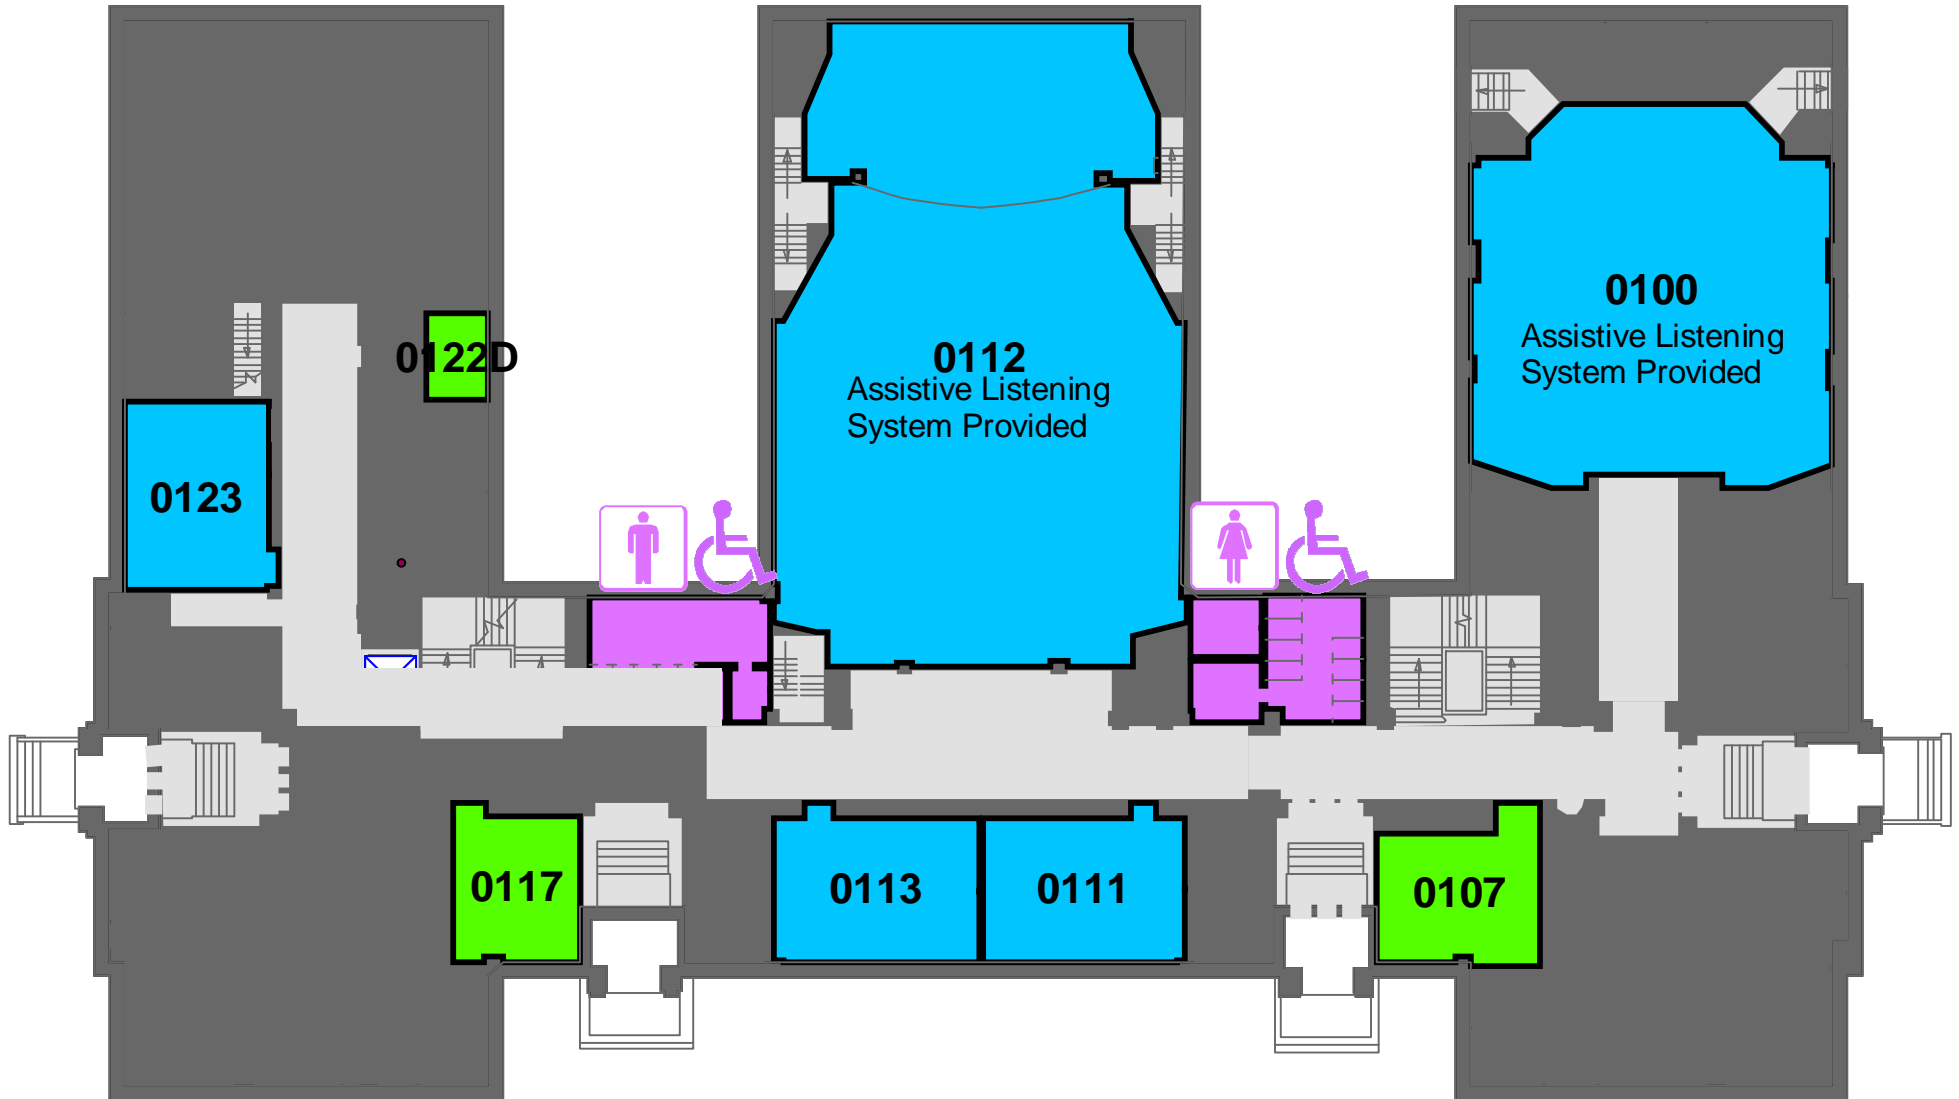 0100
Assistive Listening
System Provided
0122D
0112
Assistive Listening
System Provided
0123
0117
0113
0111
0107